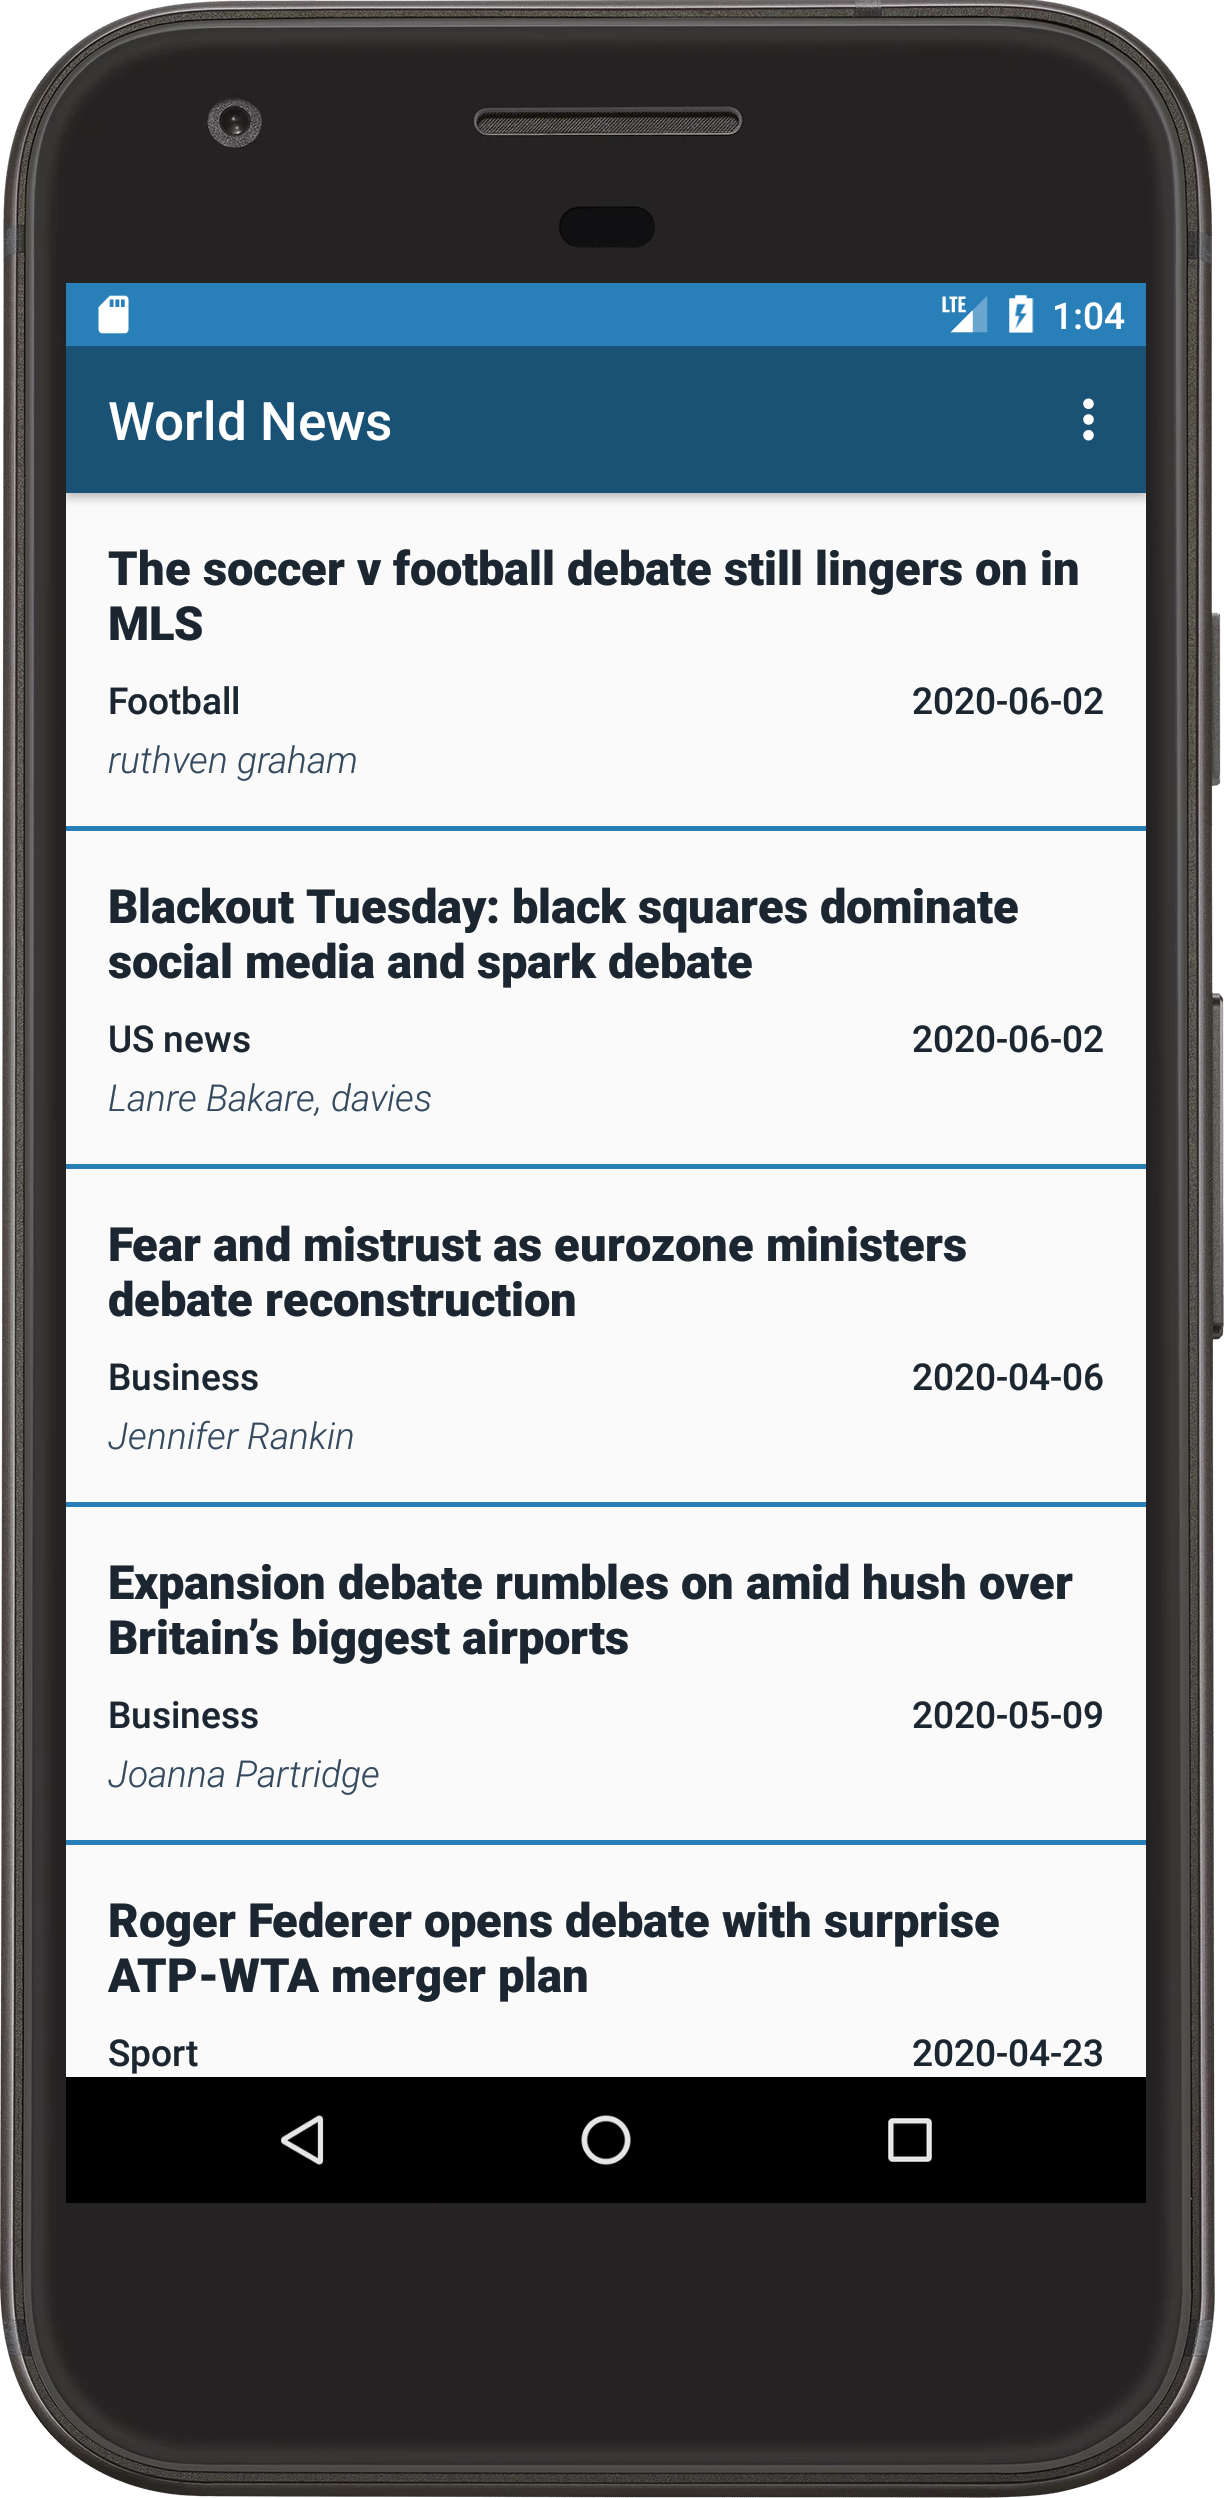 LTE 1:04
World News
The soccer v football debate still lingers on in
MLS
Football 2020-06-02
ruthven graham
Blackout Tuesday: black squares dominate
social media and spark debate
US news 2020-06-02
Lanre Bakare, davies
Fear and mistrust as eurozone ministers
debate reconstruction
Business 2020-04-06
Jennifer Rankin
Expansion debate rumbles on amid hush over
Britain’s biggest airports
Business 2020-05-09
Joanna Partridge
Roger Federer opens debate with surprise
ATP-WTA merger plan
Sport 2020-04-23